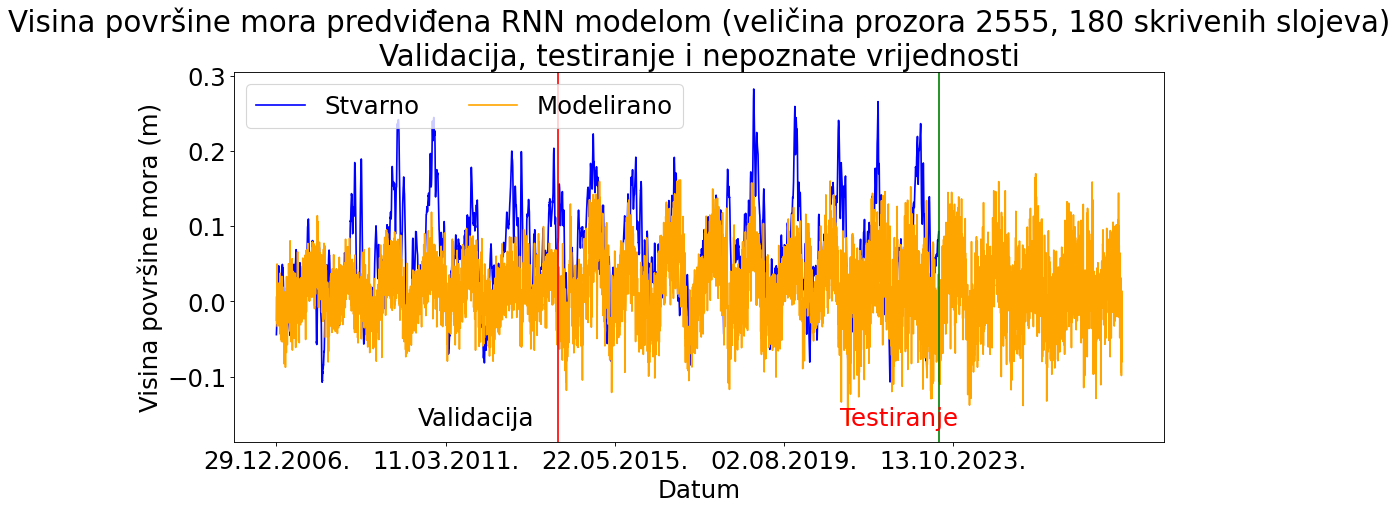 Visina površine mora predviđena RNN modelom (veličina prozora 2555, 180 skrivenih slojeva)
Validacija, testiranje i nepoznate vrijednosti
Stvarno
Modelirano
Visina površine mora (m)
0.3
0.2
0.1
0.0
−0.1
Validacija
Testiranje
29.12.2006.
11.03.2011.
22.05.2015.
02.08.2019.
13.10.2023.
Datum